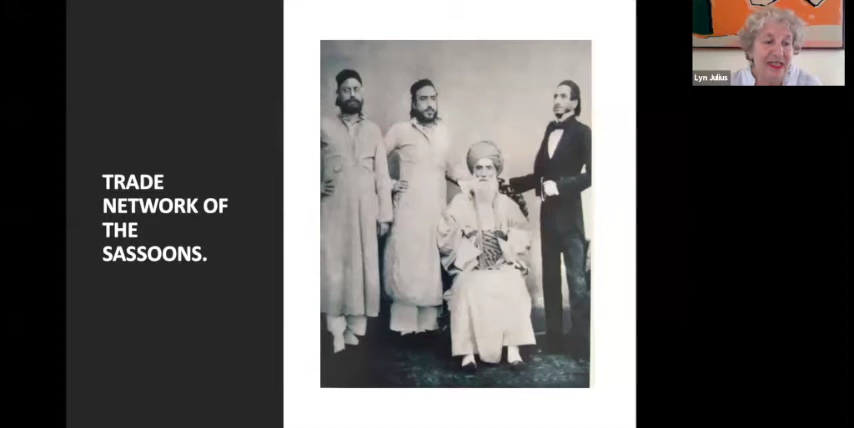 TRADE
NETWORK OF
THE
SASSOONS.
Lyn Julius